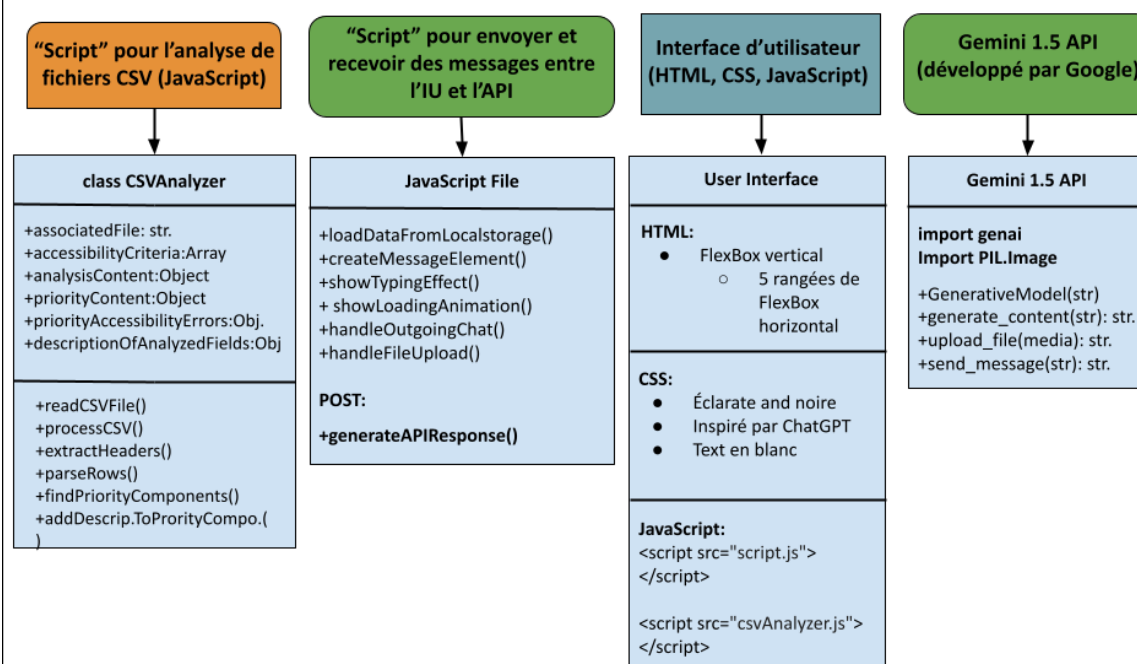 “Script” pour l’analyse de
fichiers CSV (JavaScript)
class CSVAnalyzer
+associatedFile: str.
+accessibilityCriteria:Array
+analysisContent:Object
+priorityContent:Object
+priorityAccessibilityErrors:Obj.
+descriptionOfAnalyzedFields:Obj
+readCSVFile()
+processCSV()
+extractHeaders()
+parseRows()
+findPriorityComponents()
+addDescrip.ToProrityCompo.(
)
“Script” pour envoyer et
recevoir des messages entre
l’IU et l’API
JavaScript File
+loadDataFromLocalstorage()
+createMessageElement()
+showTypingEffect()
+ showLoadingAnimation()
+handleOutgoingChat()
+handleFileUpload()
POST:
+generateAPIResponse()
Interface d’utilisateur
(HTML, CSS, JavaScript)
User Interface
HTML:
● FlexBox vertical
○ 5 rangées de
FlexBox
horizontal
CSS:
● Éclarate and noire
● Inspiré par ChatGPT
● Text en blanc
JavaScript:
<script src="script.js">
</script>
<script src="csvAnalyzer.js">
</script>
Gemini 1.5 API
(développé par Google)
Gemini 1.5 API
import genai
Import PIL.Image
+GenerativeModel(str)
+generate_content(str): str.
+upload_file(media): str.
+send_message(str): str.